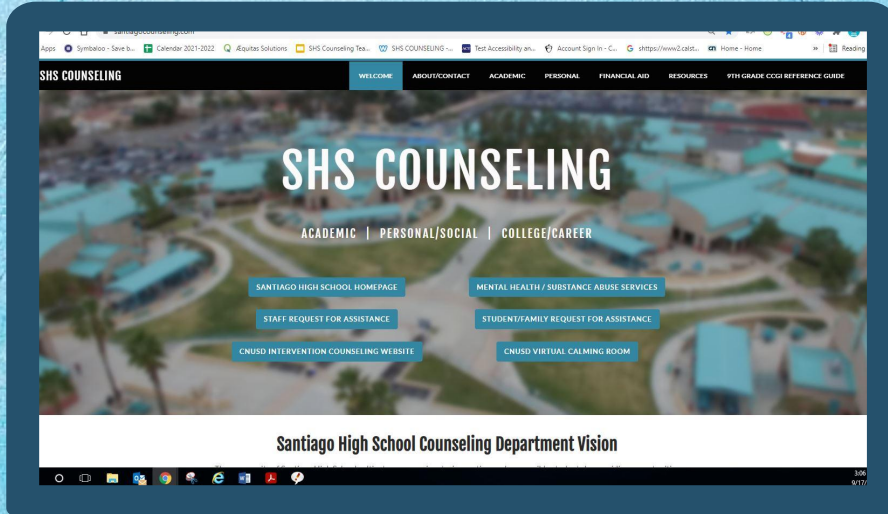 santiagocounseling.com
Apps Symbaloo - Save b... Calendar 2021-2022 Æquitas Solutions SHS Counseling Tea... SHS COUNSELING -... Test Accessibility an... Account Sign In - C... shttps://www2.calst... Home - Home » Reading
SHS COUNSELING WELCOME ABOUT/CONTACT ACADEMIC PERSONAL FINANCIAL AID RESOURCES 9TH GRADE CCGI REFERENCE GUIDE
SHS COUNSELING
ACADEMIC | PERSONAL/SOCIAL | COLLEGE/CAREER
SANTIAGO HIGH SCHOOL HOMEPAGE MENTAL HEALTH / SUBSTANCE ABUSE SERVICES
STAFF REQUEST FOR ASSISTANCE STUDENT/FAMILY REQUEST FOR ASSISTANCE
CNUSD INTERVENTION COUNSELING WEBSITE CNUSD VIRTUAL CALMING ROOM
Santiago High School Counseling Department Vision
3:06
9/17/